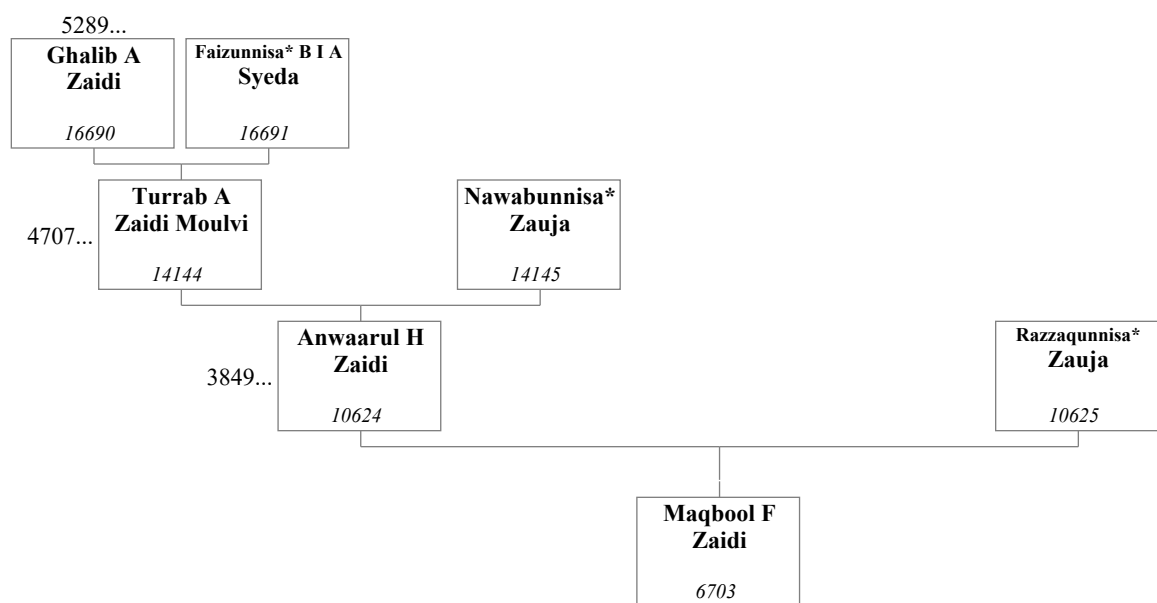 5289...
Ghalib A
Zaidi
16690
Faizunnisa* B I A
Syeda
16691
4707...
Turrab A
Zaidi Moulvi
14144
Nawabunnisa*
Zauja
14145
3849...
Anwaarul H
Zaidi
10624
Razzaqunnisa*
Zauja
10625
Maqbool F
Zaidi
6703